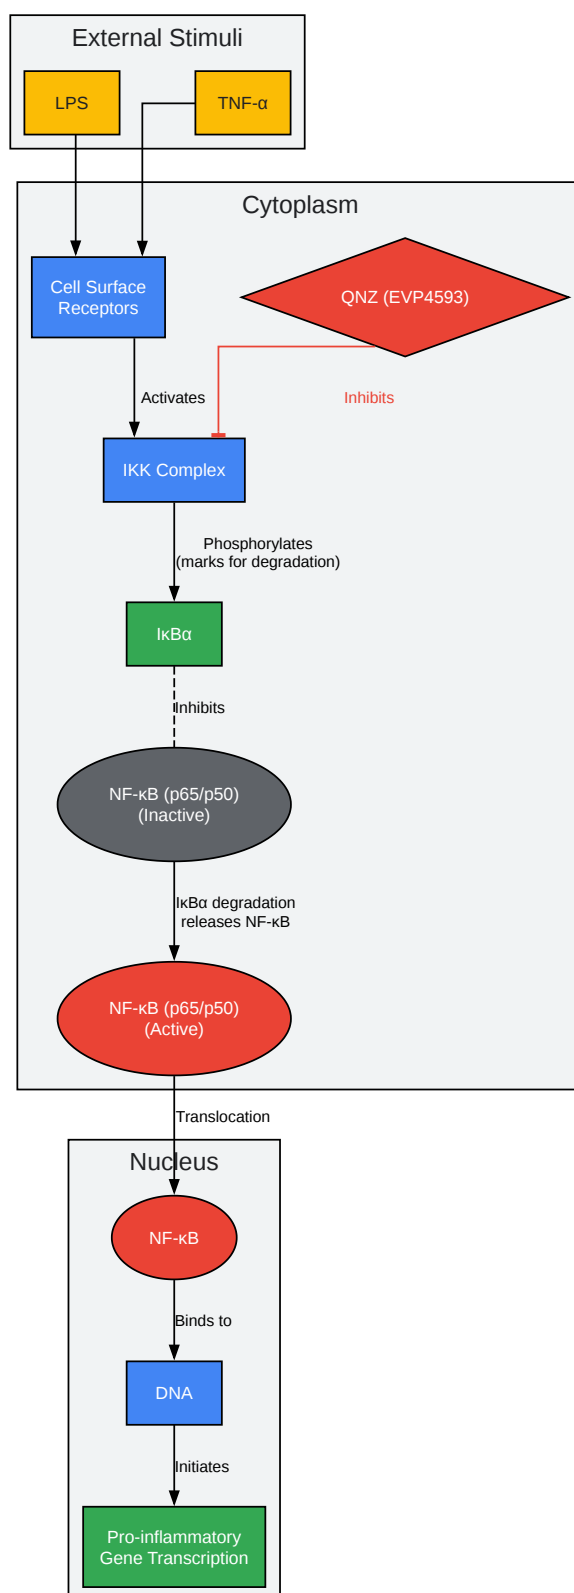 External Stimuli
LPS
TNF-α
Cytoplasm
Cell Surface
Receptors
QNZ (EVP4593)
Activates
Inhibits
IKK Complex
Phosphorylates
(marks for degradation)
IκBα
Inhibits
NF-κB (p65/p50)
(Inactive)
IκBα degradation
releases NF-κB
NF-κB (p65/p50)
(Active)
Translocation
Nucleus
NF-κB
Binds to
DNA
Initiates
Pro-inflammatory
Gene Transcription